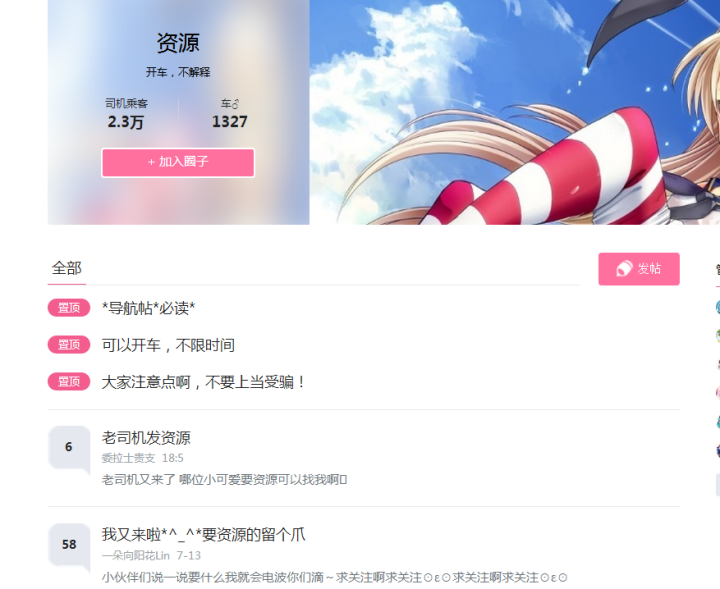 资源
开车，不解释
司机乘客 车♂
2.3万 1327
+ 加入圈子
全部
发帖
置顶 *导航帖*必读*
置顶 可以开车，不限时间
置顶 大家注意点啊，不要上当受骗！
6 老司机发资源
委拉士贵支 18:5
老司机又来了 哪位小可爱要资源可以找我啊
58 我又来啦*^_^*要资源的留个爪
一朵向阳花Lin 7-13
小伙伴们说一说要什么我就会电波你们滴～求关注啊求关注⊙ε⊙求关注啊求关注⊙ε⊙